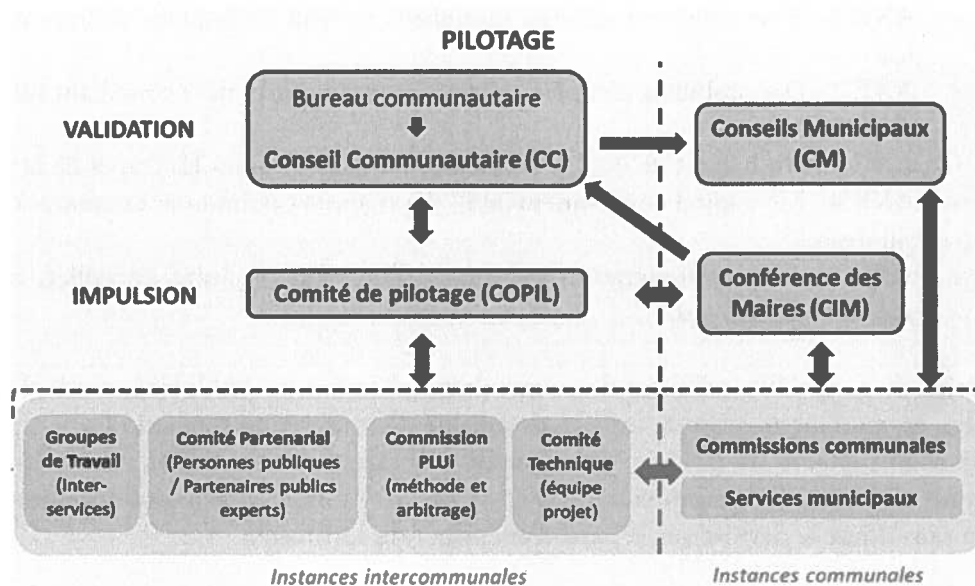 PILOTAGE
VALIDATION
Bureau communautaire
Conseil Communautaire (CC)
Conseils Municipaux
(CM)
IMPULSION
Comité de pilotage (COPIL)
Conférence des
Maires (CIM)
Groupes
de Travail
(Inter-
services)
Comité Partenarial
(Personnes publiques
/ Partenaires publics
experts)
Commission
PLUi
(méthode et
arbitrage)
Comité
Technique
(équipe
projet)
Commissions communales
Services municipaux
Instances intercommunales
Instances communales